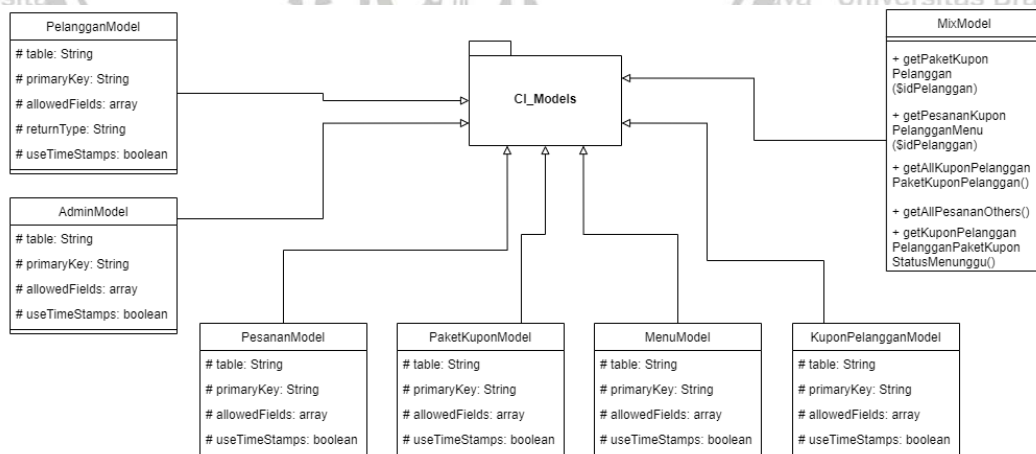 PelangganModel
# table: String
# primaryKey: String
# allowedFields: array
# returnType: String
# useTimeStamps: boolean
AdminModel
# table: String
# primaryKey: String
# allowedFields: array
# useTimeStamps: boolean
CI_Models
MixModel
+ getPaketKupon
Pelanggan
($idPelanggan)
+ getPesananKupon
PelangganMenu
($idPelanggan)
+ getAllKuponPelanggan
PaketKuponPelanggan()
+ getAllPesananOthers()
+ getKuponPelanggan
PelangganPaketKupon
StatusMenunggu()
PesananModel
# table: String
# primaryKey: String
# allowedFields: array
# useTimeStamps: boolean
PaketKuponModel
# table: String
# primaryKey: String
# allowedFields: array
# useTimeStamps: boolean
MenuModel
# table: String
# primaryKey: String
# allowedFields: array
# useTimeStamps: boolean
KuponPelangganModel
# table: String
# primaryKey: String
# allowedFields: array
# useTimeStamps: boolean